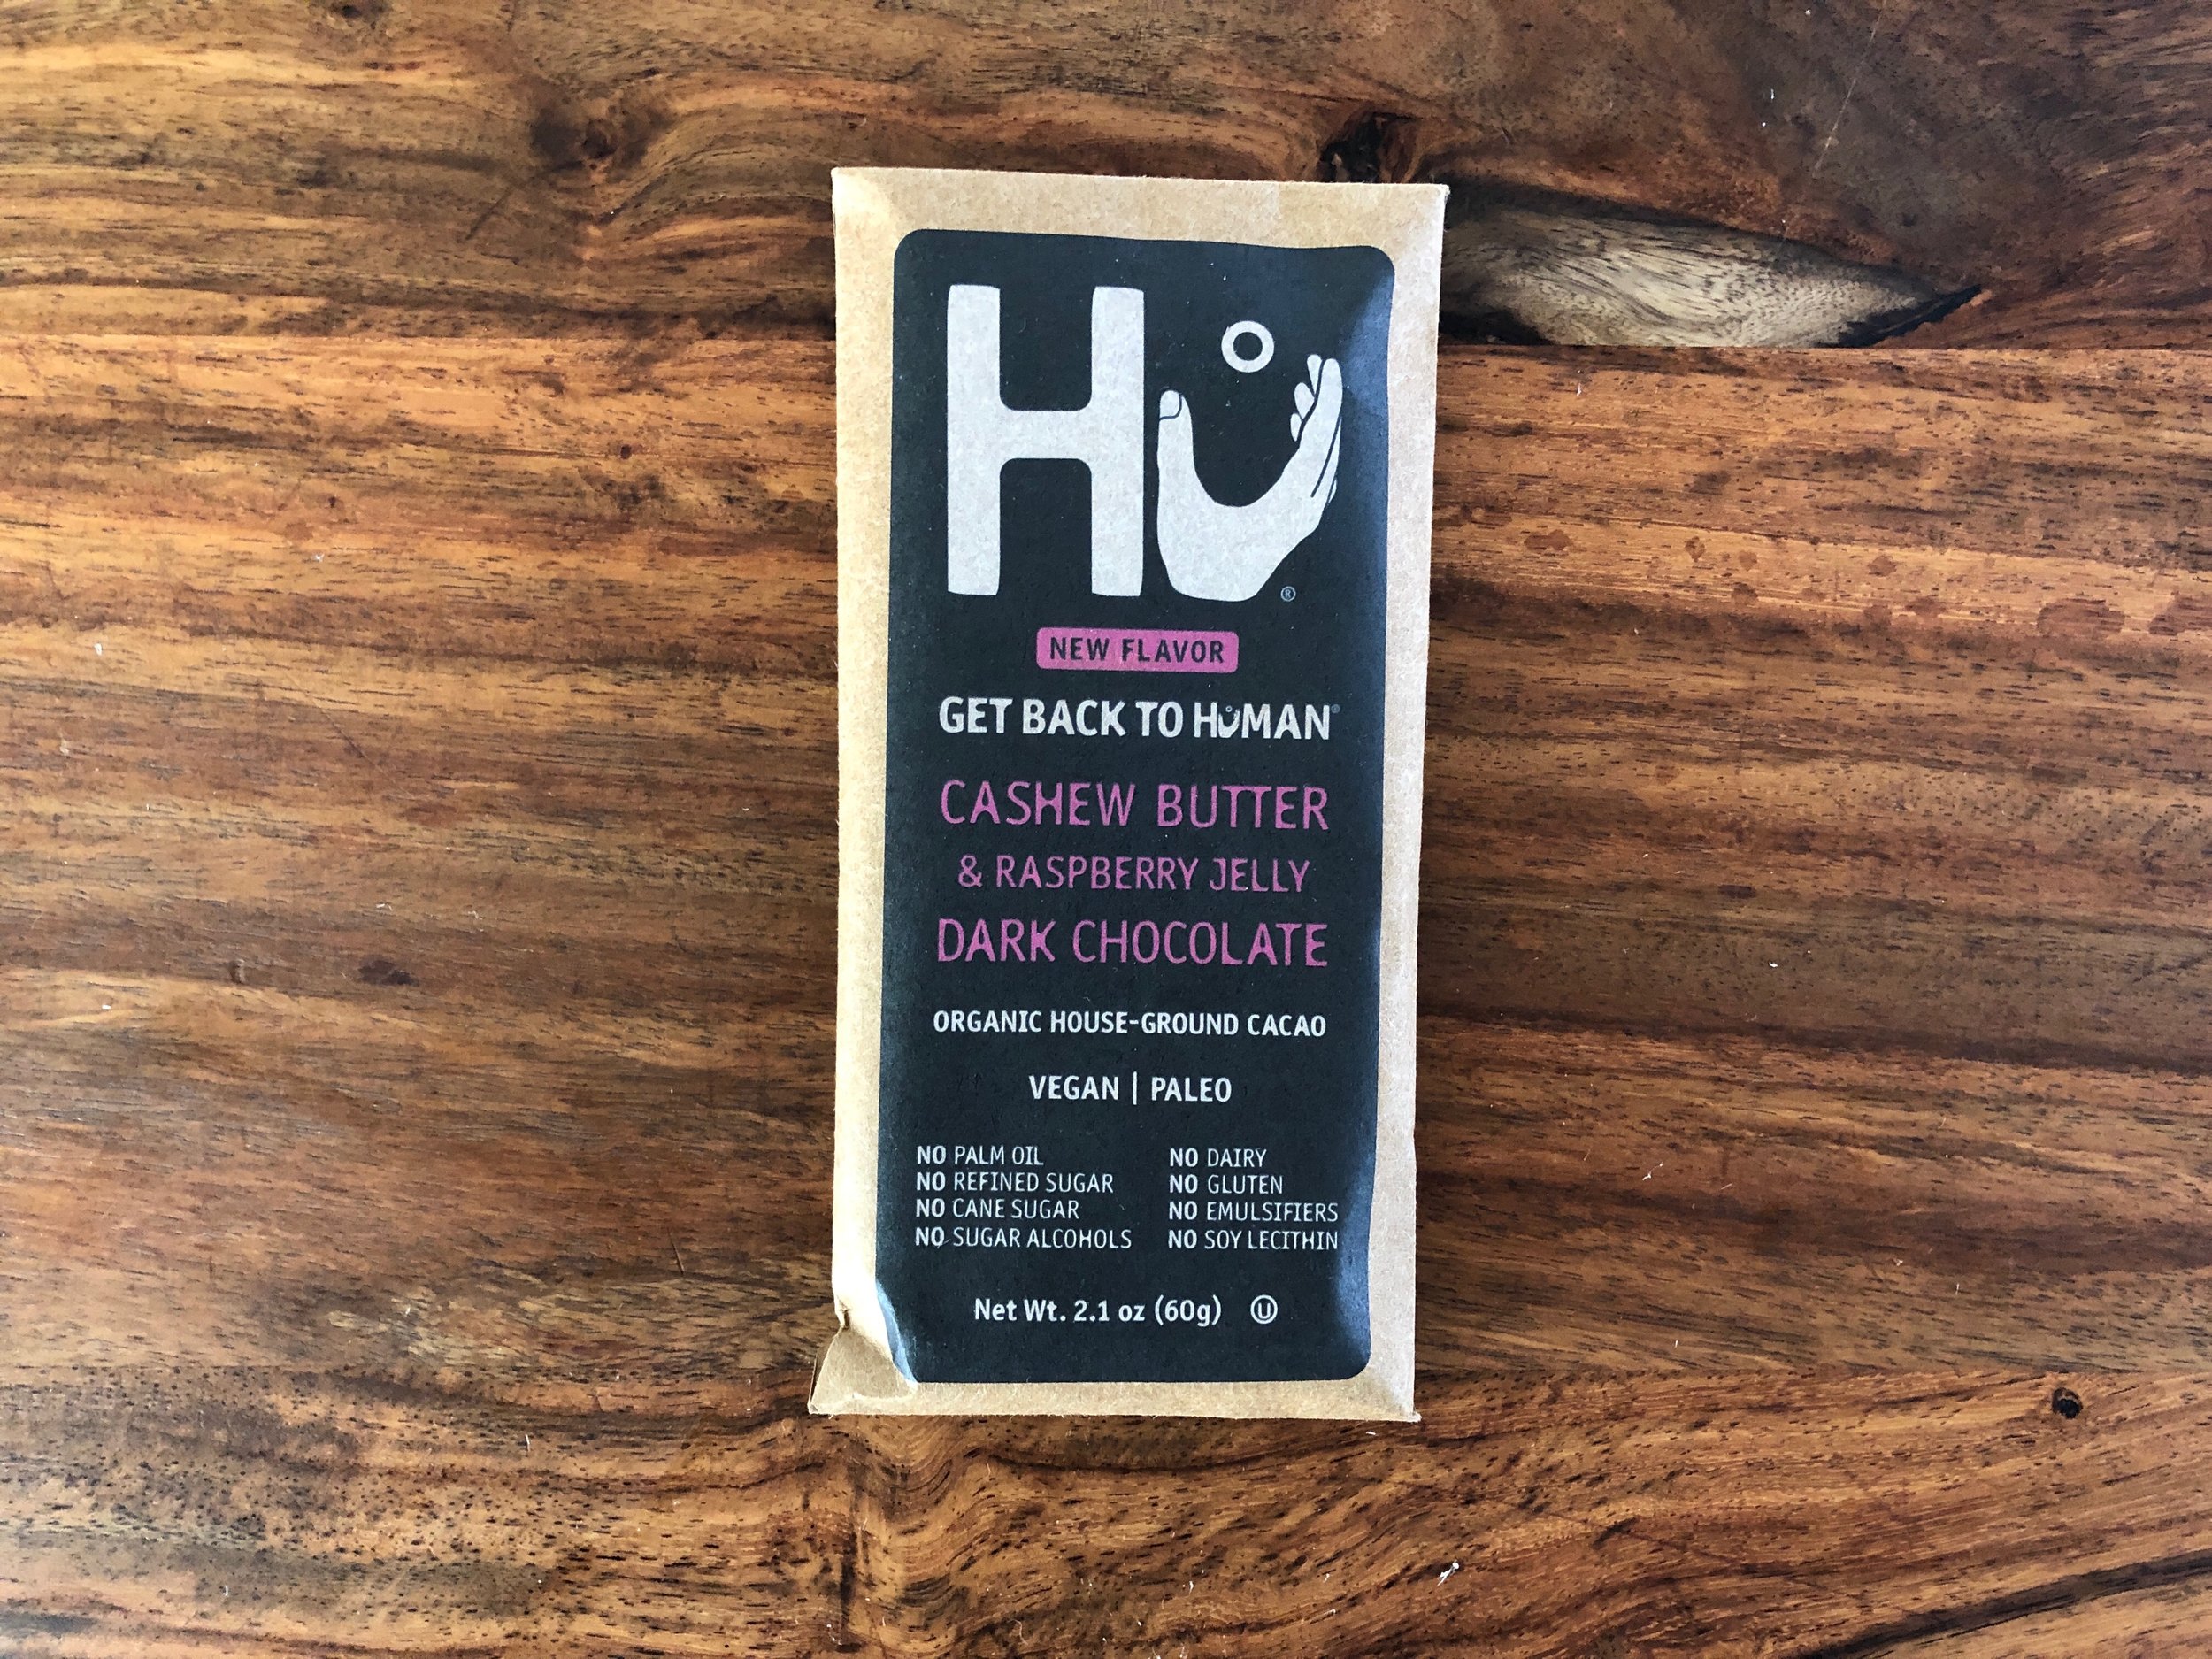 Hu®
NEW FLAVOR
GET BACK TO HUMAN®
CASHEW BUTTER
& RASPBERRY JELLY
DARK CHOCOLATE
ORGANIC HOUSE-GROUND CACAO
VEGAN | PALEO
NO PALM OIL
NO REFINED SUGAR
NO CANE SUGAR
NO SUGAR ALCOHOLS
NO DAIRY
NO GLUTEN
NO EMULSIFIERS
NO SOY LECITHIN
Net Wt. 2.1 oz (60g) Ⓤ